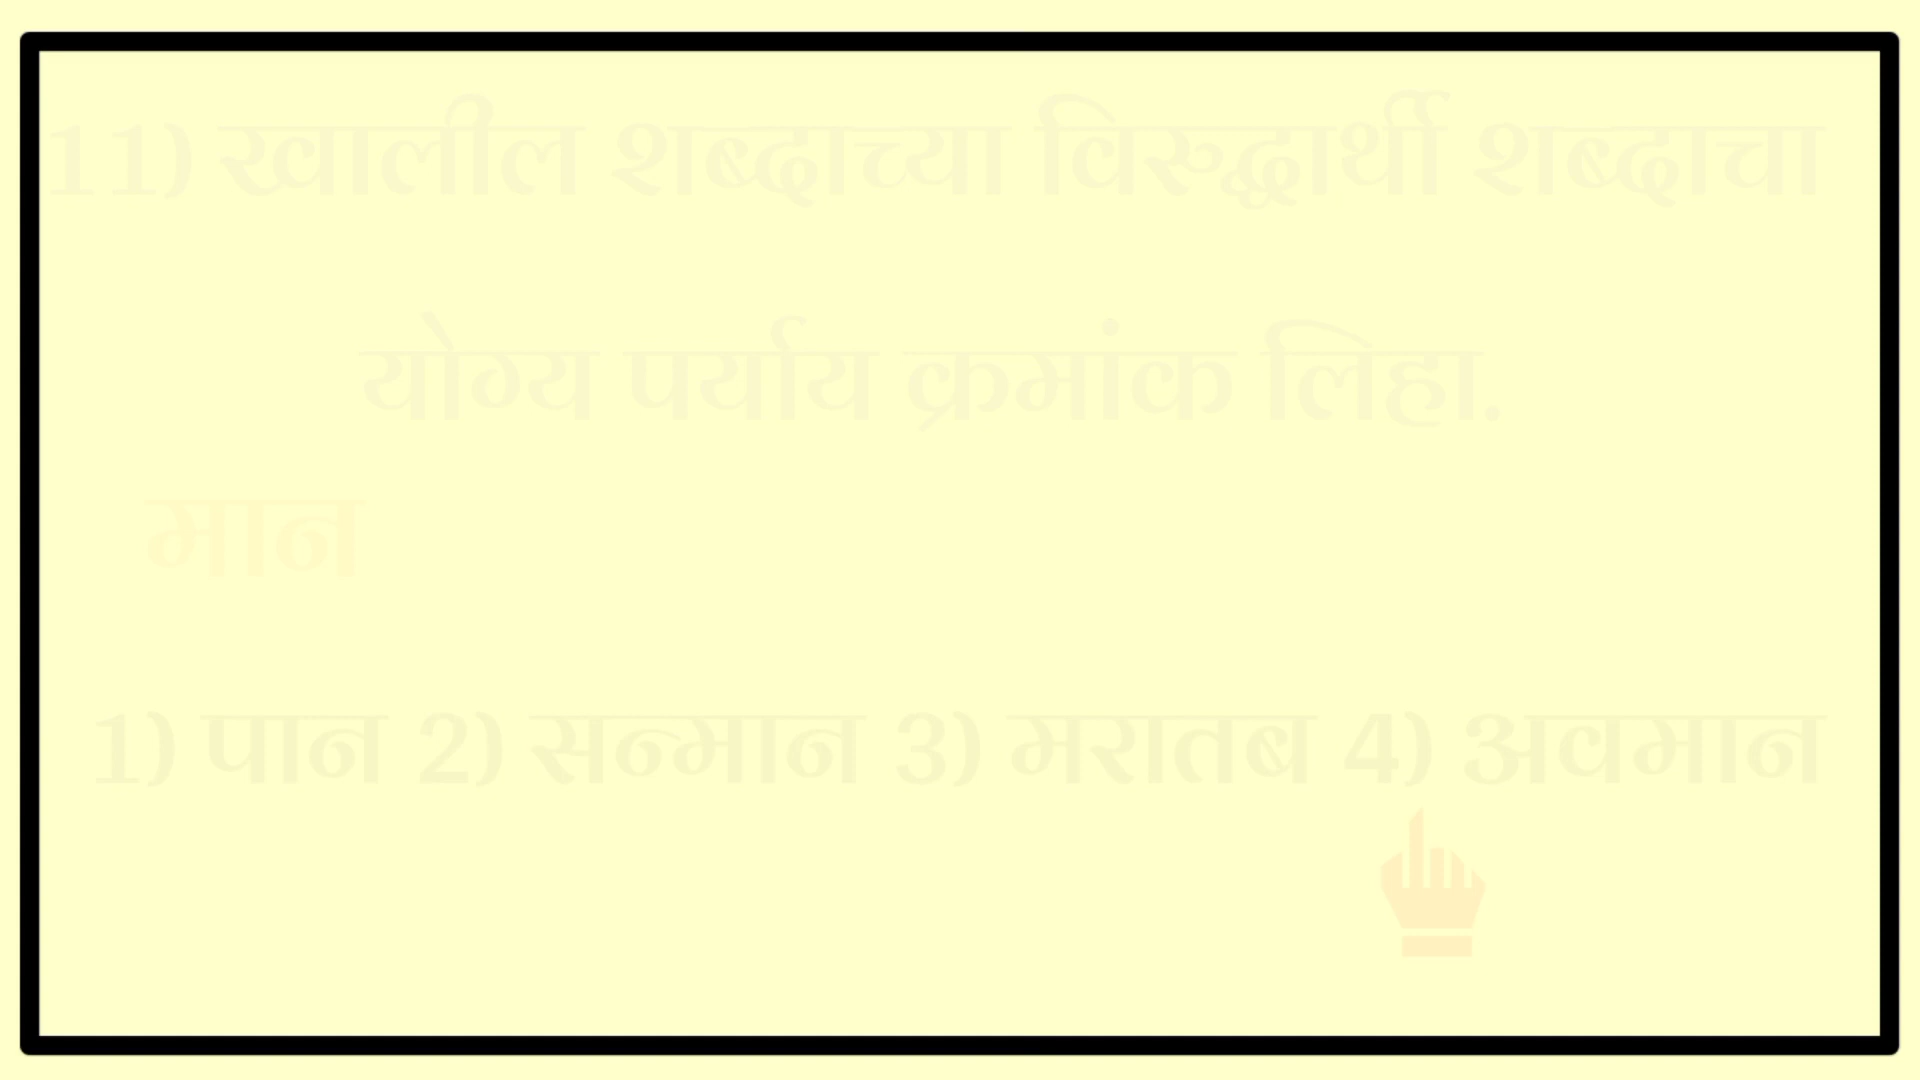 11) खालील शब्दाच्या विरुद्धार्थी शब्दाचा
योग्य पर्याय क्रमांक लिहा.
मान
1) पान 2) सन्मान 3) मरातब 4) अवमान